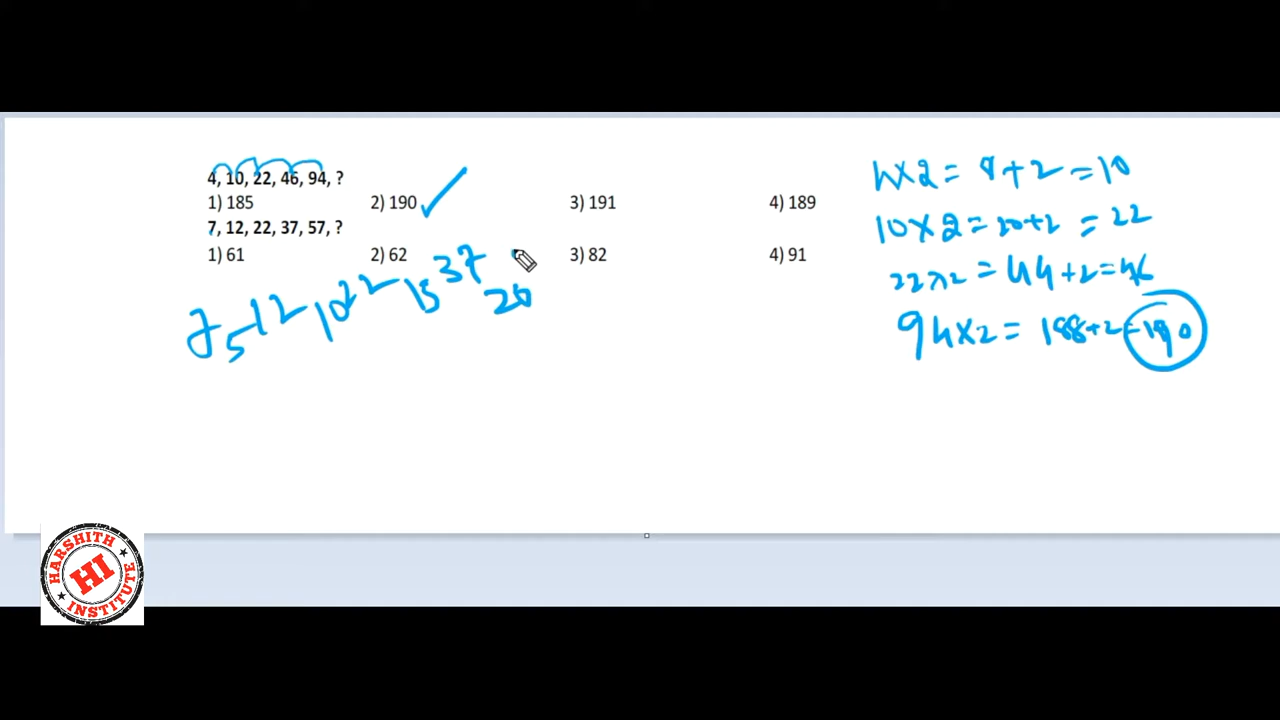 4, 10, 22, 46, 94, ?
1) 185 2) 190 3) 191 4) 189
7, 12, 22, 37, 57, ?
1) 61 2) 62 3) 82 4) 91
7 5 12 10 22 15 37 20
4x2 = 8+2 = 10
10x2 = 20+2 = 22
22x2 = 44+2=46
94x2 = 188+2=190
HARSHITH
HI
INSTITUTE